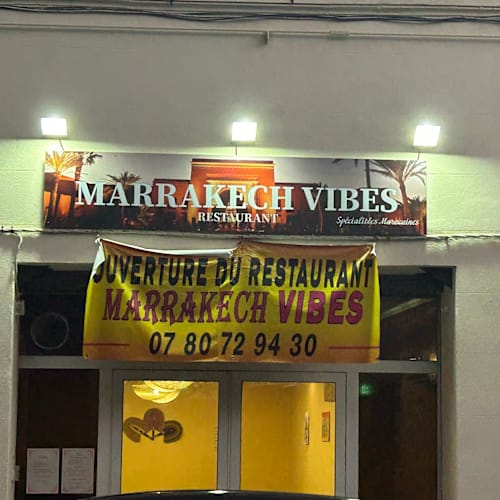 MARRAKECH VIBES
RESTAURANT
Spécialités Marocaines
OUVERTURE DU RESTAURANT
MARRAKECH VIBES
07 80 72 94 30